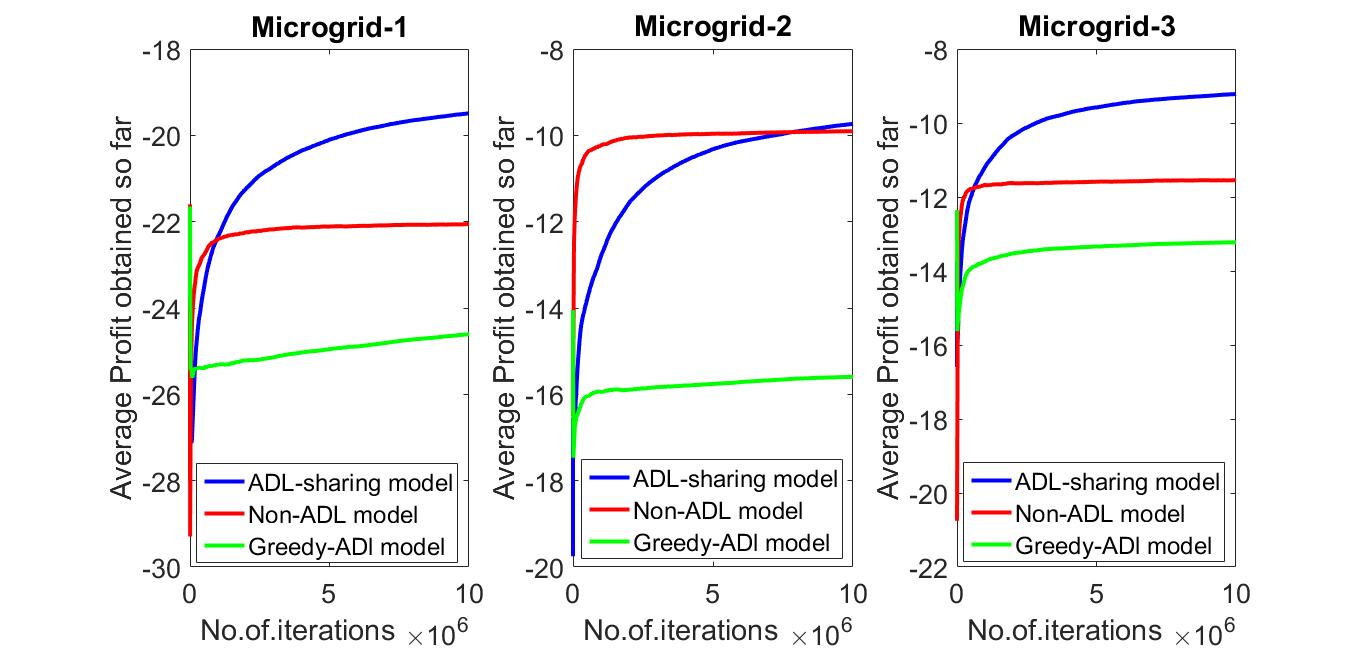 Microgrid-1
Average Profit obtained so far
-18
-20
-22
-24
-26
-28
-30
ADL-sharing model
Non-ADL model
Greedy-ADl model
0 5 10
No.of.iterations ×10^6
Microgrid-2
Average Profit obtained so far
-8
-10
-12
-14
-16
-18
-20
ADL-sharing model
Non-ADL model
Greedy-ADl model
0 5 10
No.of.iterations ×10^6
Microgrid-3
Average Profit obtained so far
-8
-10
-12
-14
-16
-18
-20
-22
ADL-sharing model
Non-ADL model
Greedy-ADl model
0 5 10
No.of.iterations ×10^6